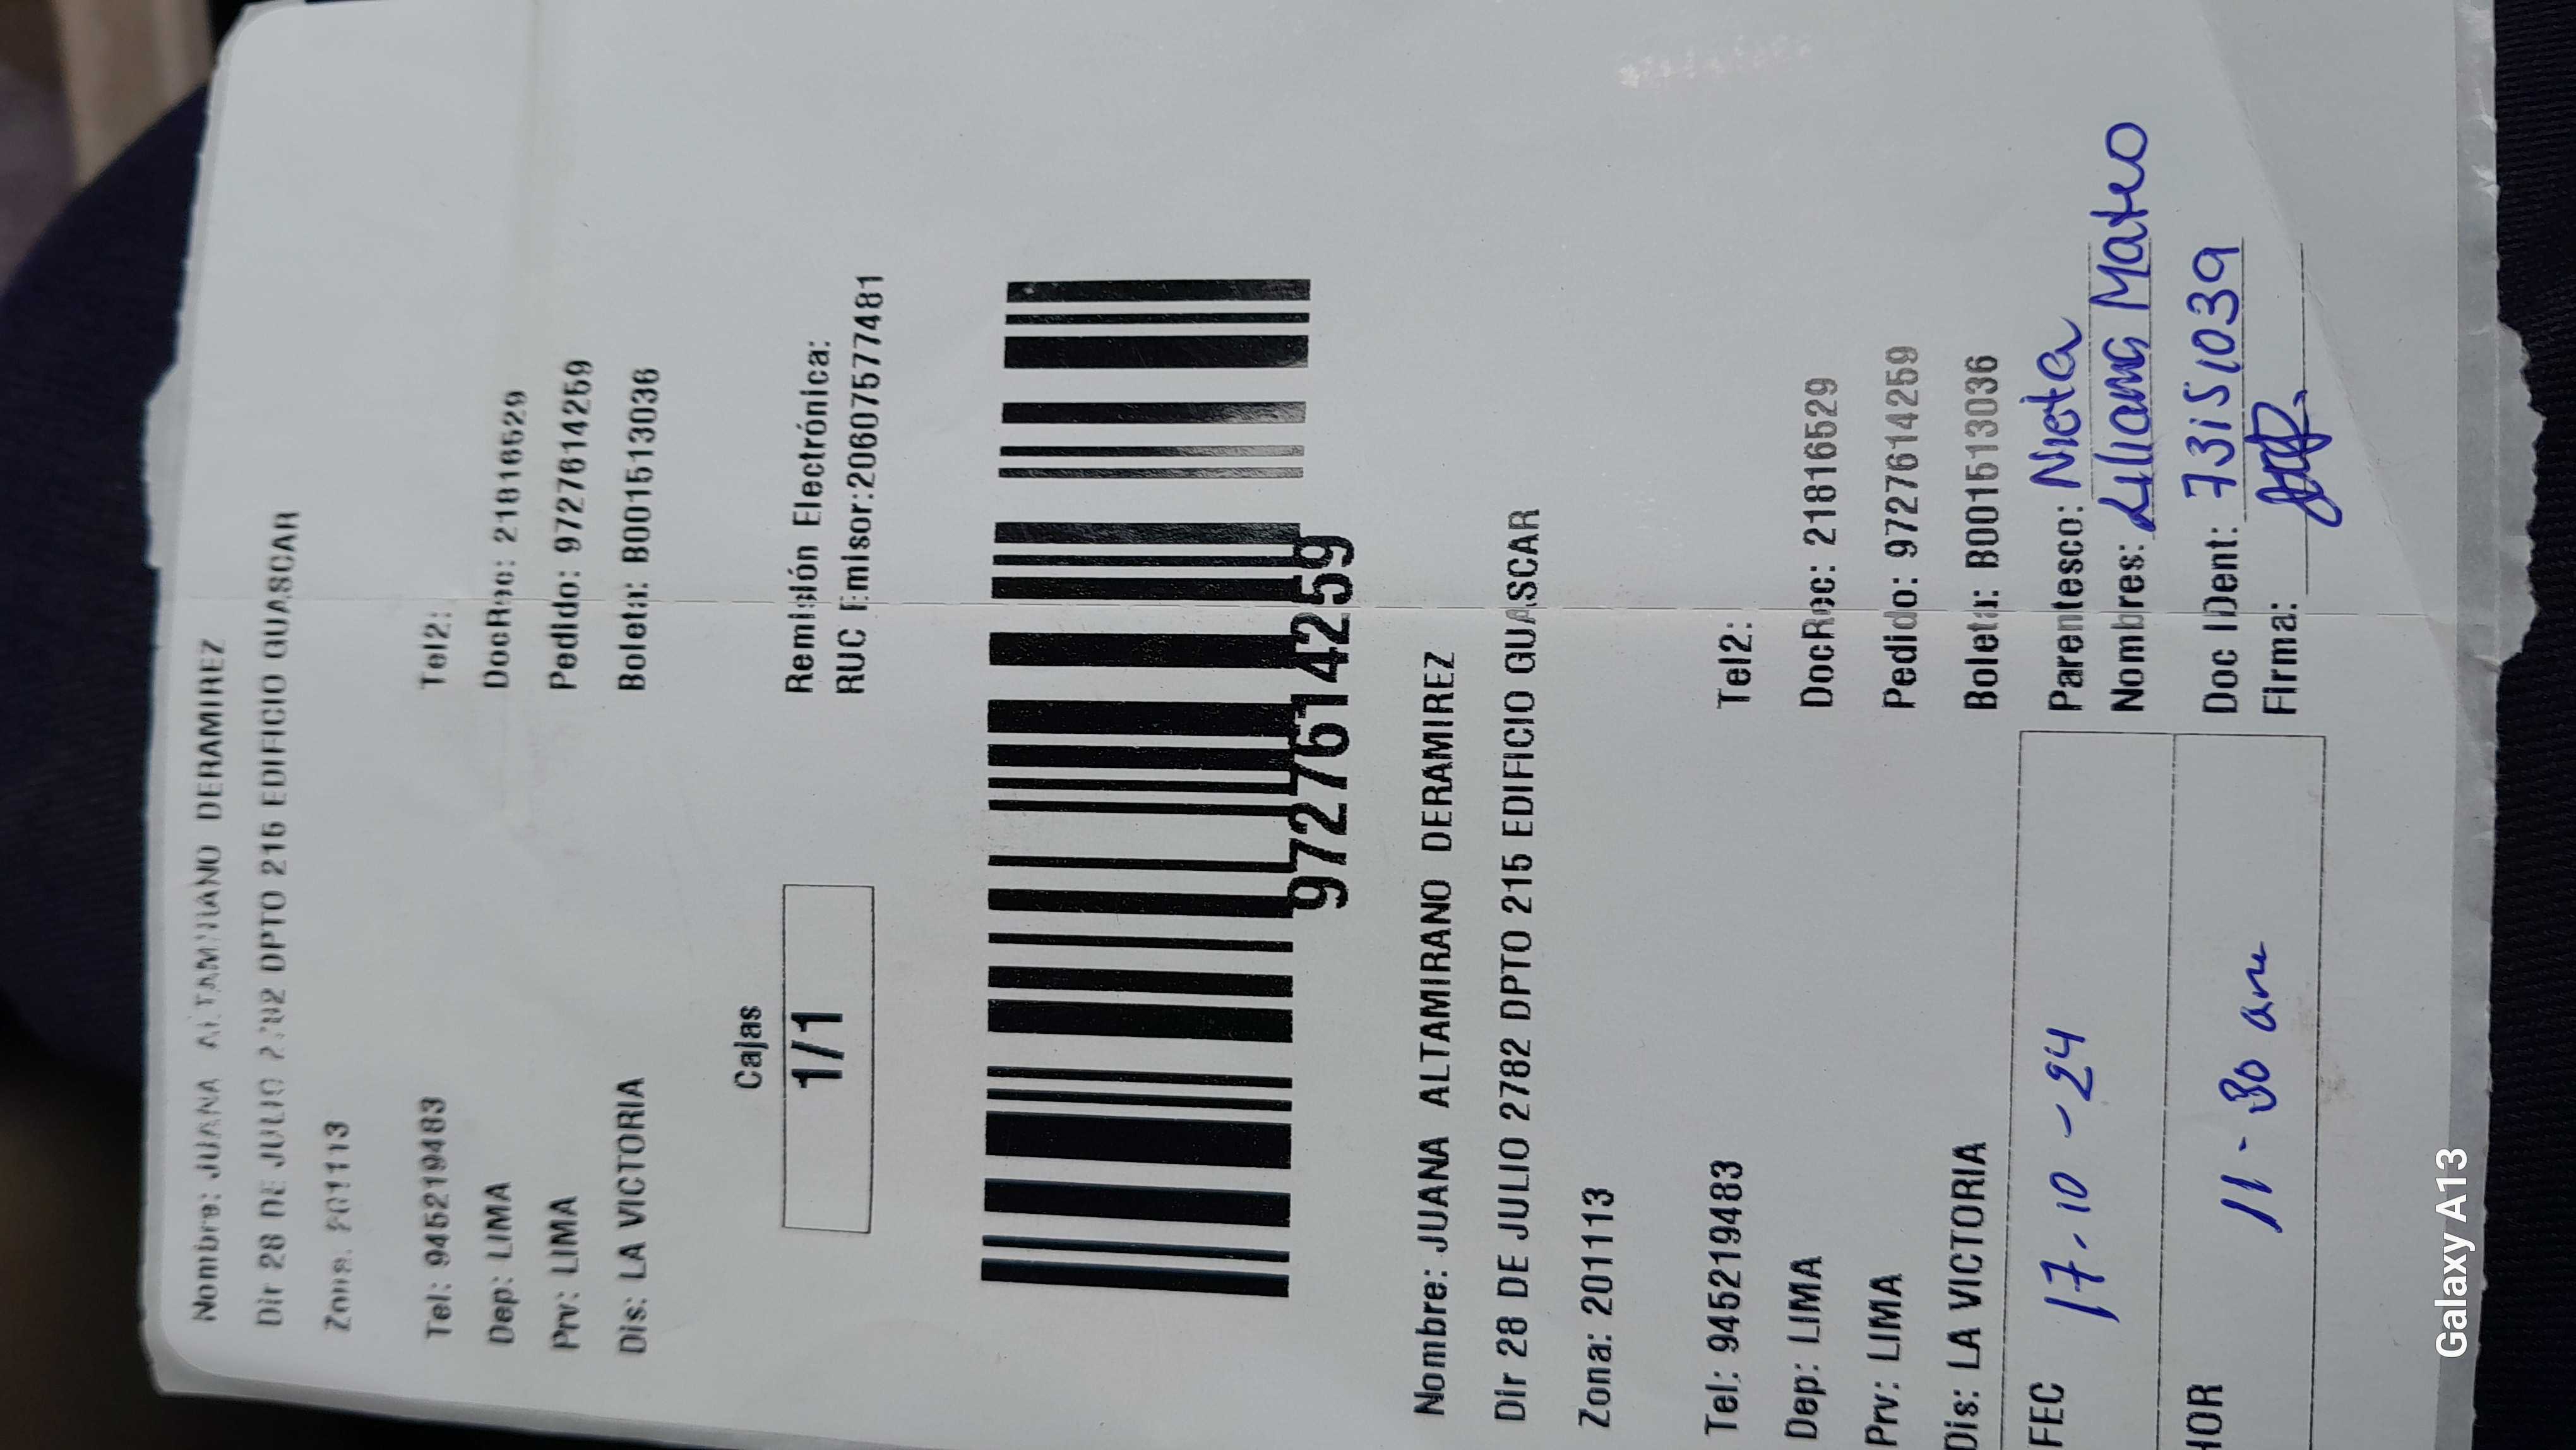 Nombre: JUANA ALTAMIRANO DERAMIREZ
Dir 28 DE JULIO 2782 DPTO 215 EDIFICIO GUASCAR
Zona: 201113
Tel: 945219483 Tel2:
Dep: LIMA DocRec: 21816529
Prv: LIMA Pedido: 9727614259
Dis: LA VICTORIA Boleta: B001513036
Cajas
1/1
Remisión Electrónica:
RUC Emisor:20607577481
9727614259
Nombre: JUANA ALTAMIRANO DERAMIREZ
Dir 28 DE JULIO 2782 DPTO 215 EDIFICIO GUASCAR
Zona: 201113
Tel: 945219483 Tel2:
Dep: LIMA DocRec: 21816529
Prv: LIMA Pedido: 9727614259
Dis: LA VICTORIA Boleta: B001513036
FEC 17.10-24 Parentesco: Nieta
Nombres: Liliana Mateo
HOR 11-30 am Doc IDent: 73151039
Firma:
Galaxy A13